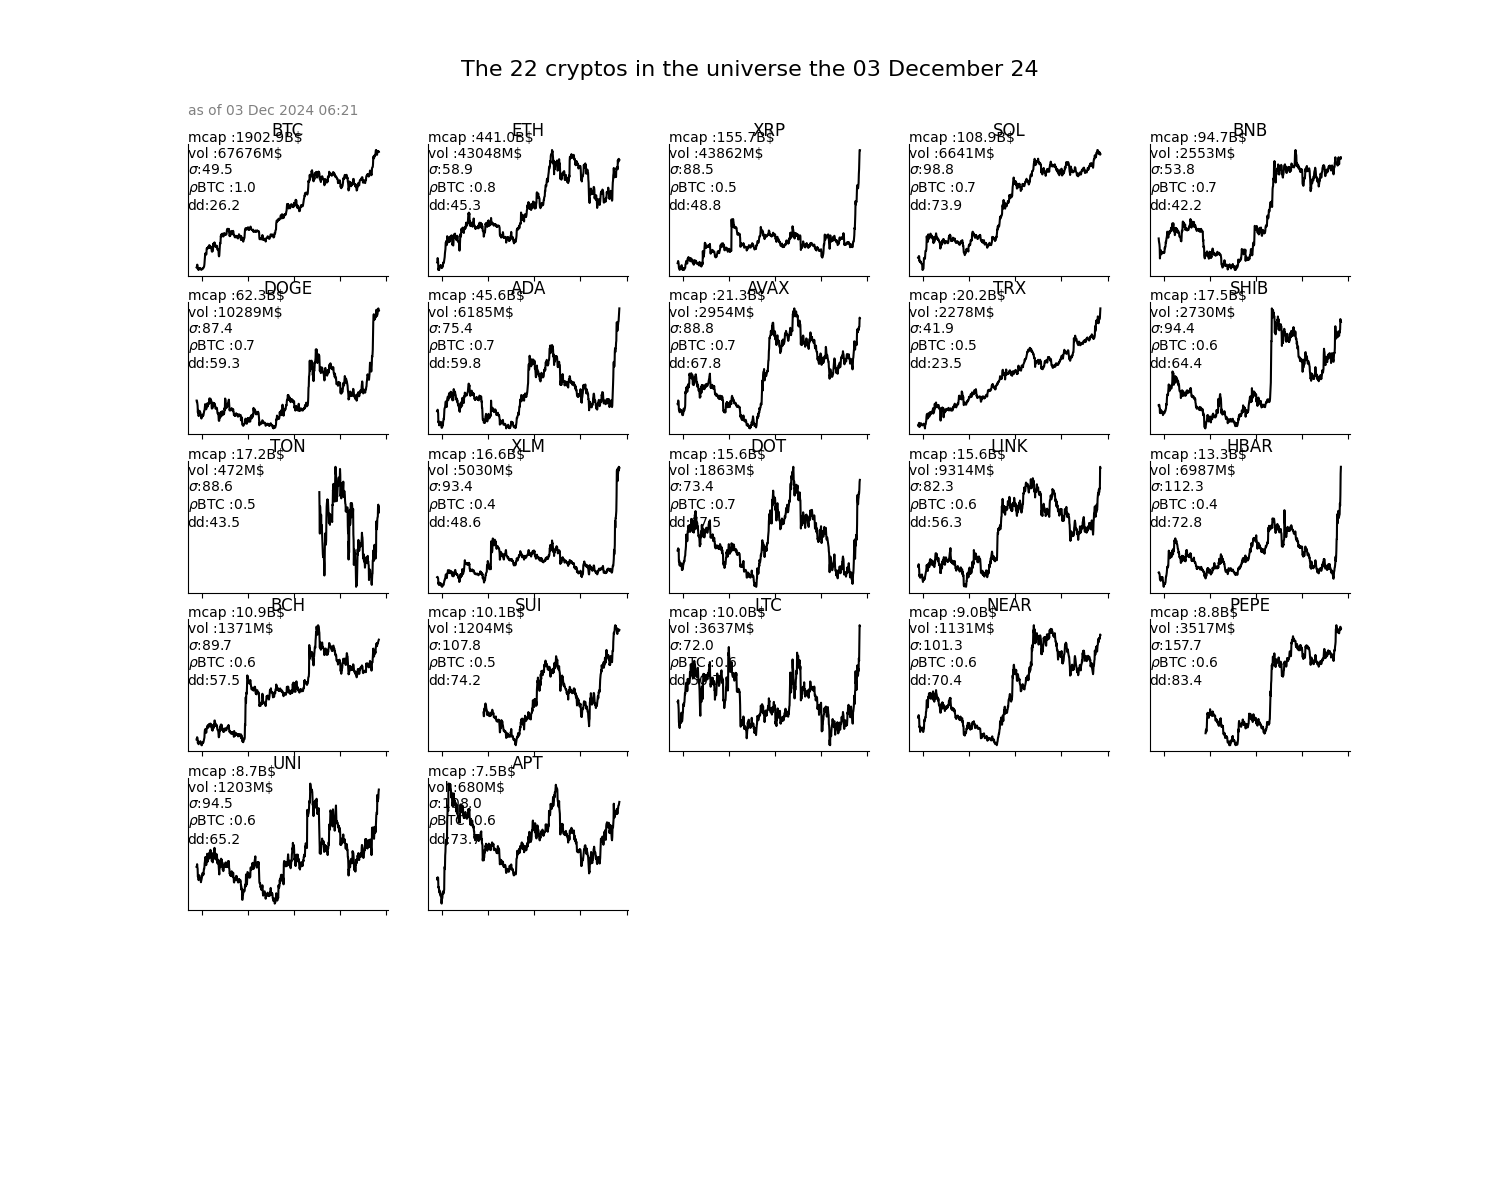 The 22 cryptos in the universe the 03 December 24
as of 03 Dec 2024 06:21
BTC
mcap :1902.9B$
vol :67676M$
σ:49.5
ρBTC :1.0
dd:26.2
ETH
mcap :441.0B$
vol :43048M$
σ:58.9
ρBTC :0.8
dd:45.3
XRP
mcap :155.7B$
vol :43862M$
σ:88.5
ρBTC :0.5
dd:48.8
SOL
mcap :108.9B$
vol :6641M$
σ:98.8
ρBTC :0.7
dd:73.9
BNB
mcap :94.7B$
vol :2553M$
σ:53.8
ρBTC :0.7
dd:42.2
DOGE
mcap :62.3B$
vol :10289M$
σ:87.4
ρBTC :0.7
dd:59.3
ADA
mcap :45.6B$
vol :6185M$
σ:75.4
ρBTC :0.7
dd:59.8
AVAX
mcap :21.3B$
vol :2954M$
σ:88.8
ρBTC :0.7
dd:67.8
TRX
mcap :20.2B$
vol :2278M$
σ:41.9
ρBTC :0.5
dd:23.5
SHIB
mcap :17.5B$
vol :2730M$
σ:94.4
ρBTC :0.6
dd:64.4
TON
mcap :17.2B$
vol :472M$
σ:88.6
ρBTC :0.5
dd:43.5
XLM
mcap :16.6B$
vol :5030M$
σ:93.4
ρBTC :0.4
dd:48.6
DOT
mcap :15.6B$
vol :1863M$
σ:73.4
ρBTC :0.7
LINK
mcap :15.6B$
vol :9314M$
σ:82.3
ρBTC :0.6
dd:56.3
HBAR
mcap :13.3B$
vol :6987M$
σ:112.3
ρBTC :0.4
dd:72.8
BCH
mcap :10.9B$
vol :1371M$
σ:89.7
ρBTC :0.6
dd:57.5
SUI
mcap :10.1B$
vol :1204M$
σ:107.8
ρBTC :0.5
dd:74.2
LTC
mcap :10.0B$
vol :3637M$
σ:72.0
ρBTC :0.6
NEAR
mcap :9.0B$
vol :1131M$
σ:101.3
ρBTC :0.6
dd:70.4
PEPE
mcap :8.8B$
vol :3517M$
σ:157.7
ρBTC :0.6
dd:83.4
UNI
mcap :8.7B$
vol :1203M$
σ:94.5
ρBTC :0.6
dd:65.2
APT
mcap :7.5B$
vol :680M$
σ:108.0
ρBTC :0.6